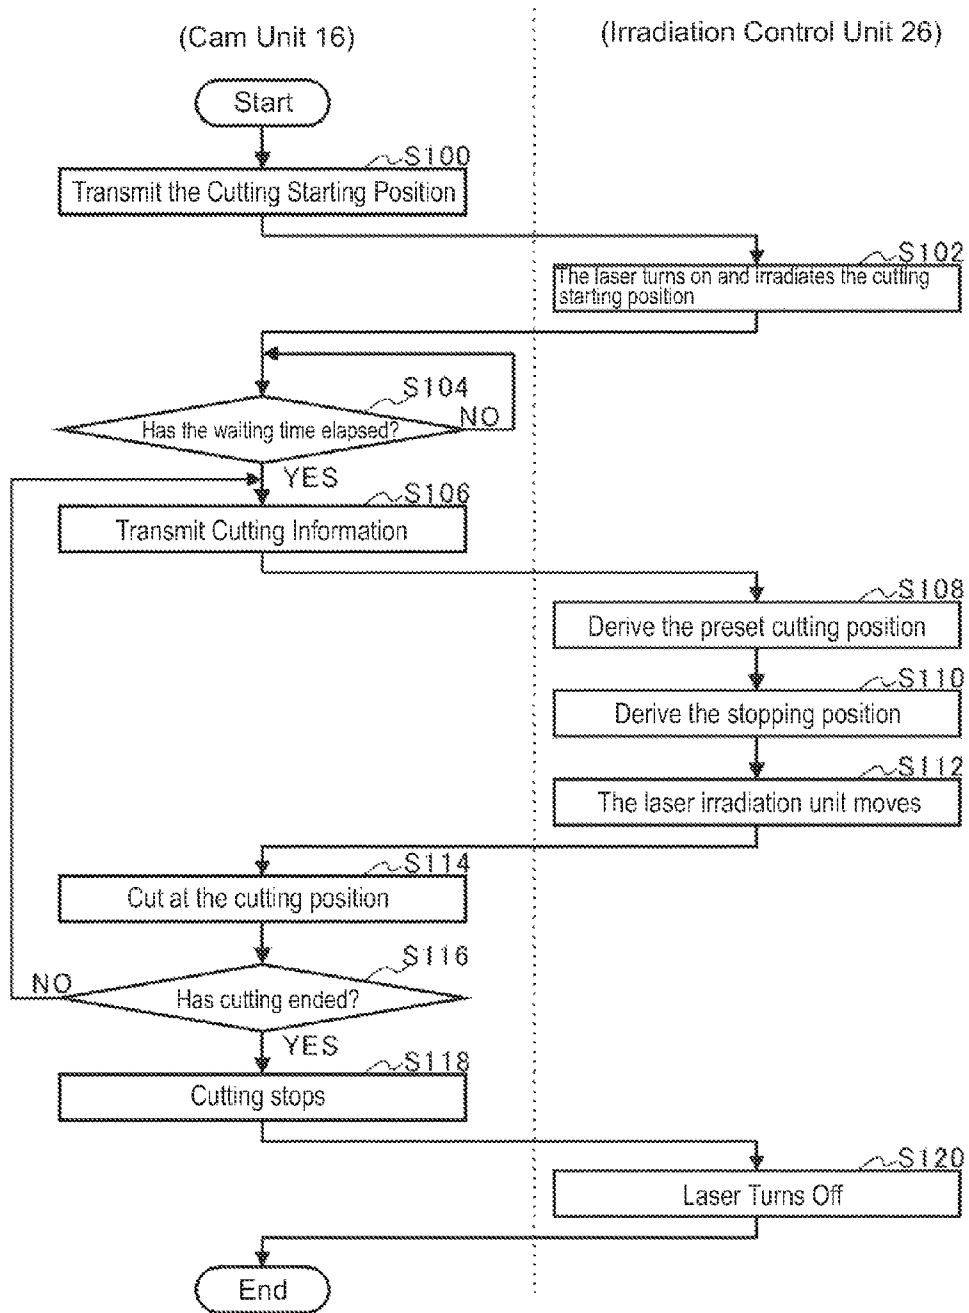 (Cam Unit 16)
(Irradiation Control Unit 26)
Start
S100
Transmit the Cutting Starting Position
S102
The laser turns on and irradiates the cutting
starting position
S104
Has the waiting time elapsed?
NO
YES
S106
Transmit Cutting Information
S108
Derive the preset cutting position
S110
Derive the stopping position
S112
The laser irradiation unit moves
S114
Cut at the cutting position
S116
NO
Has cutting ended?
YES
S118
Cutting stops
S120
Laser Turns Off
End